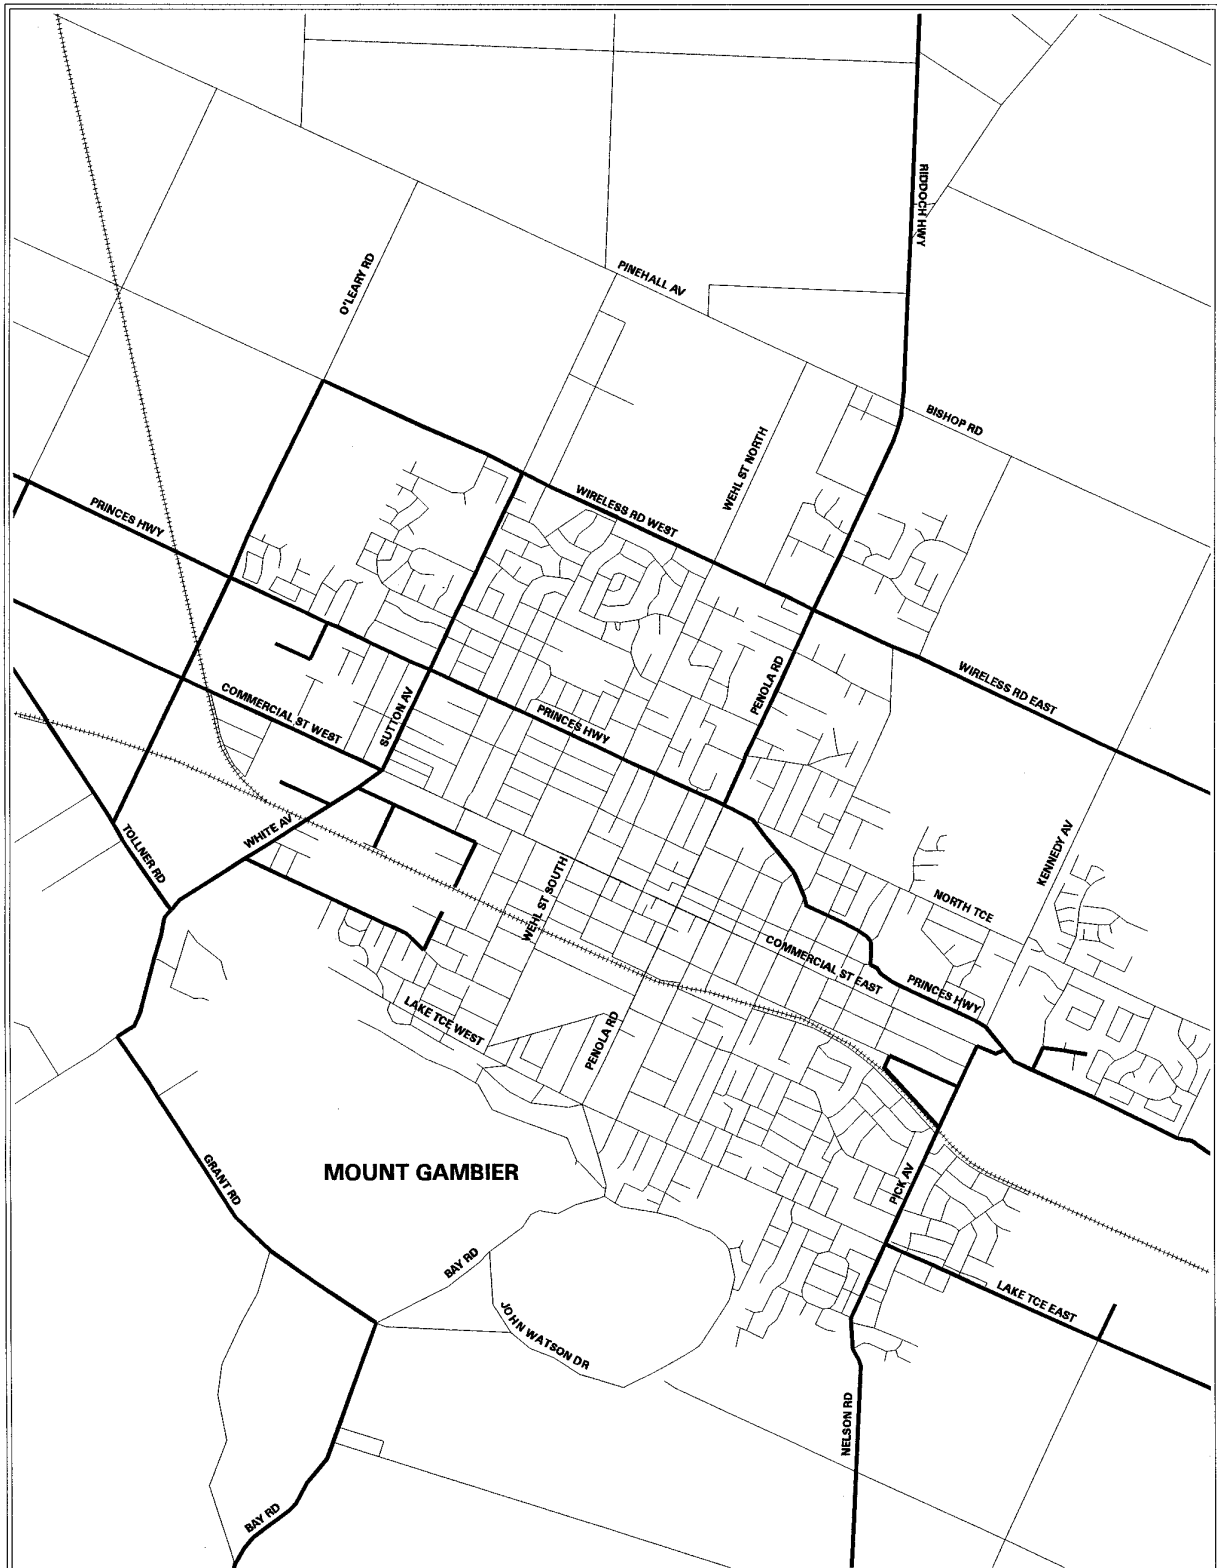 RIDDOCH HWY
O'LEARY RD
PINEHALL AV
BISHOP RD
WEHL ST NORTH
WIRELESS RD WEST
PRINCES HWY
WIRELESS RD EAST
PENOLA RD
COMMERCIAL ST WEST
SUTTON AV
PRINCES HWY
TOLLNER RD
WHITE AV
KENNEDY AV
WEHL ST SOUTH
NORTH TCE
COMMERCIAL ST EAST
PRINCES HWY
LAKE TCE WEST
PENOLA RD
MOUNT GAMBIER
GRANT RD
PICK AV
BAY RD
LAKE TCE EAST
JOHN WATSON DR
NELSON RD
BAY RD